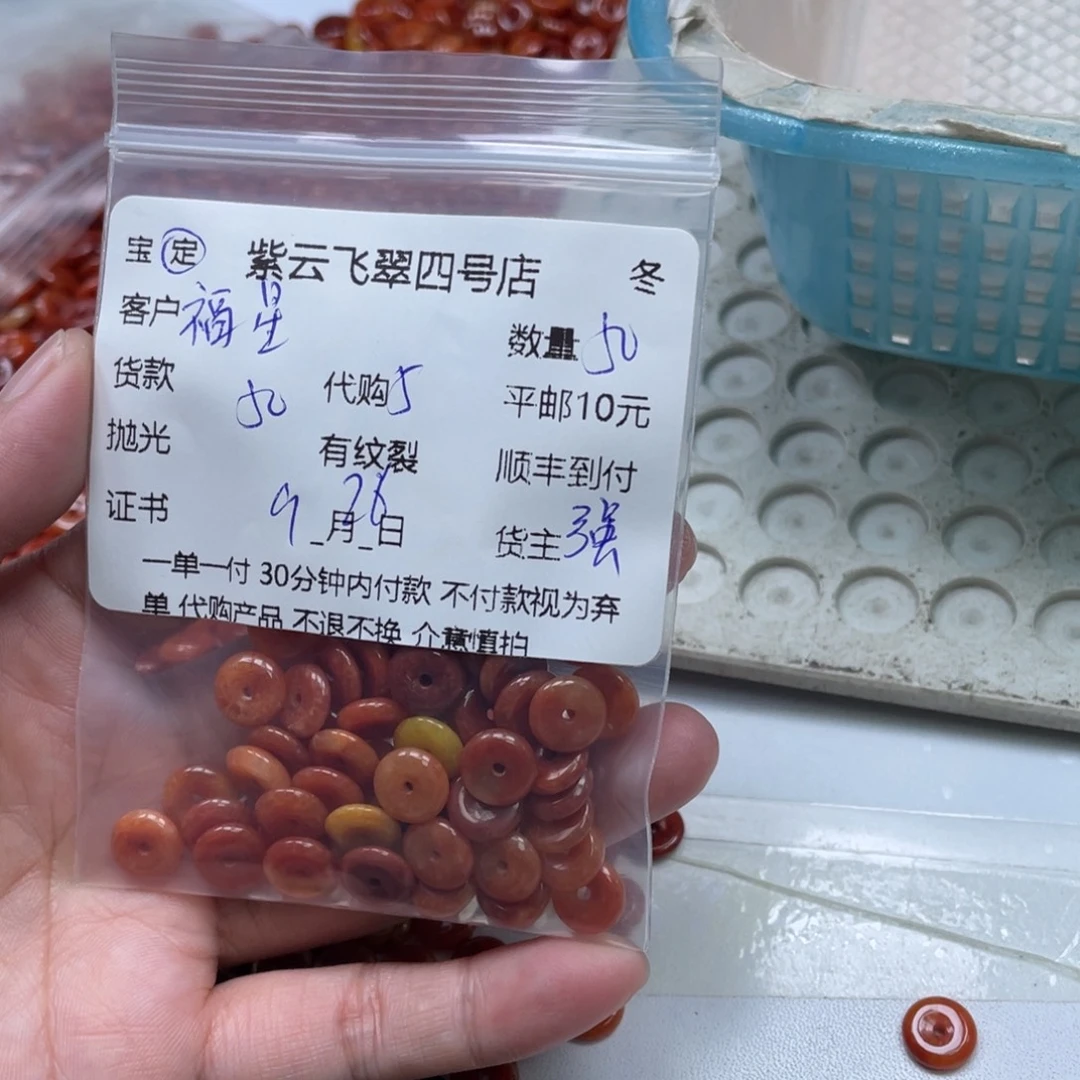 宝 定 紫云飞翠四号店 冬
客户 福星 数量 50
货款 50 代购 5 平邮10元
抛光 有纹裂 顺丰到付
证书 9月26日 货主 强
一单一付 30分钟内付款 不付款视为弃
单 代购产品 不退不换 介意慎拍